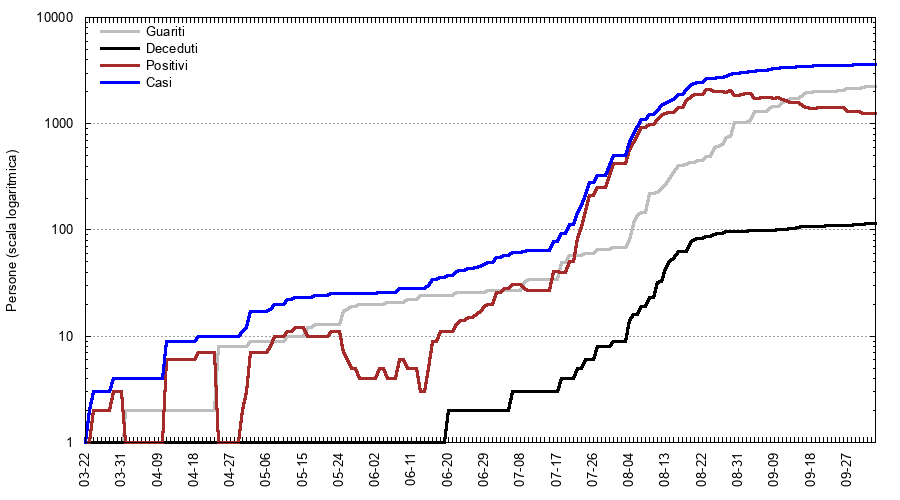 10000
1000
100
10
1
Persone (scala logaritmica)
Guariti
Deceduti
Positivi
Casi
03-22 03-31 04-09 04-18 04-27 05-06 05-15 05-24 06-02 06-11 06-20 06-29 07-08 07-17 07-26 08-04 08-13 08-22 08-31 09-09 09-18 09-27